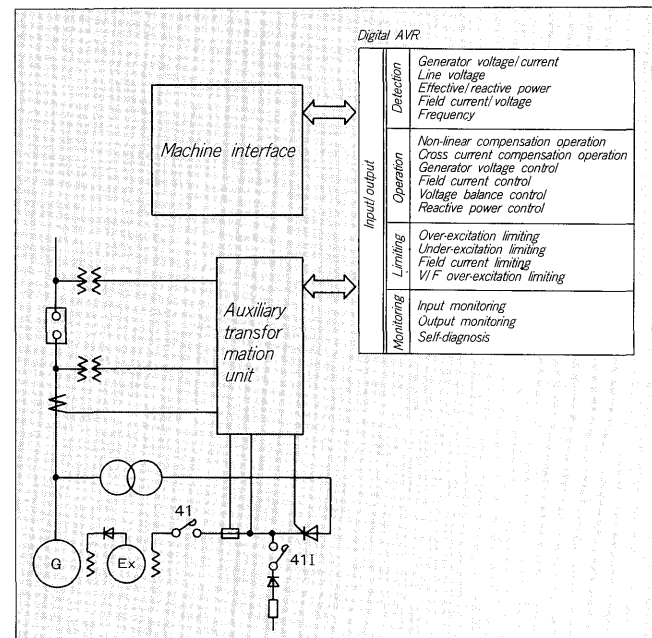 Digital AVR
Input/output
Detection
Generator voltage/current
Line voltage
Effective/reactive power
Field current/voltage
Frequency
Operation
Non-linear compensation operation
Cross current compensation operation
Generator voltage control
Field current control
Voltage balance control
Reactive power control
Limiting
Over-excitation limiting
Under-excitation limiting
Field current limiting
V/F over-excitation limiting
Monitoring
Input monitoring
Output monitoring
Self-diagnosis
Machine interface
Auxiliary
transfor
mation
unit
41
G
Ex
41I